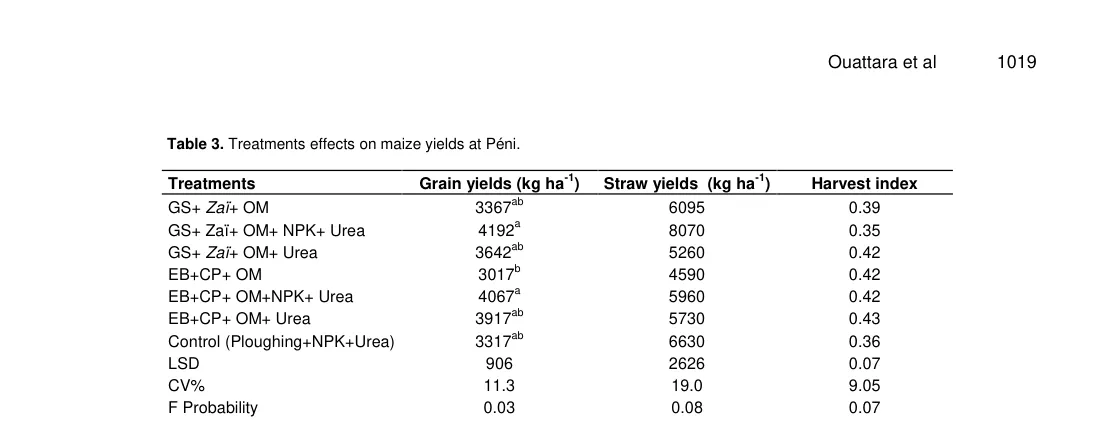 Ouattara et al 1019
Table 3. Treatments effects on maize yields at Péni.
Treatments Grain yields (kg ha-1) Straw yields (kg ha-1) Harvest index
GS+ Zaï+ OM 3367ab 6095 0.39
GS+ Zaï+ OM+ NPK+ Urea 4192a 8070 0.35
GS+ Zaï+ OM+ Urea 3642ab 5260 0.42
EB+CP+ OM 3017b 4590 0.42
EB+CP+ OM+NPK+ Urea 4067a 5960 0.42
EB+CP+ OM+ Urea 3917ab 5730 0.43
Control (Ploughing+NPK+Urea) 3317ab 6630 0.36
LSD 906 2626 0.07
CV% 11.3 19.0 9.05
F Probability 0.03 0.08 0.07